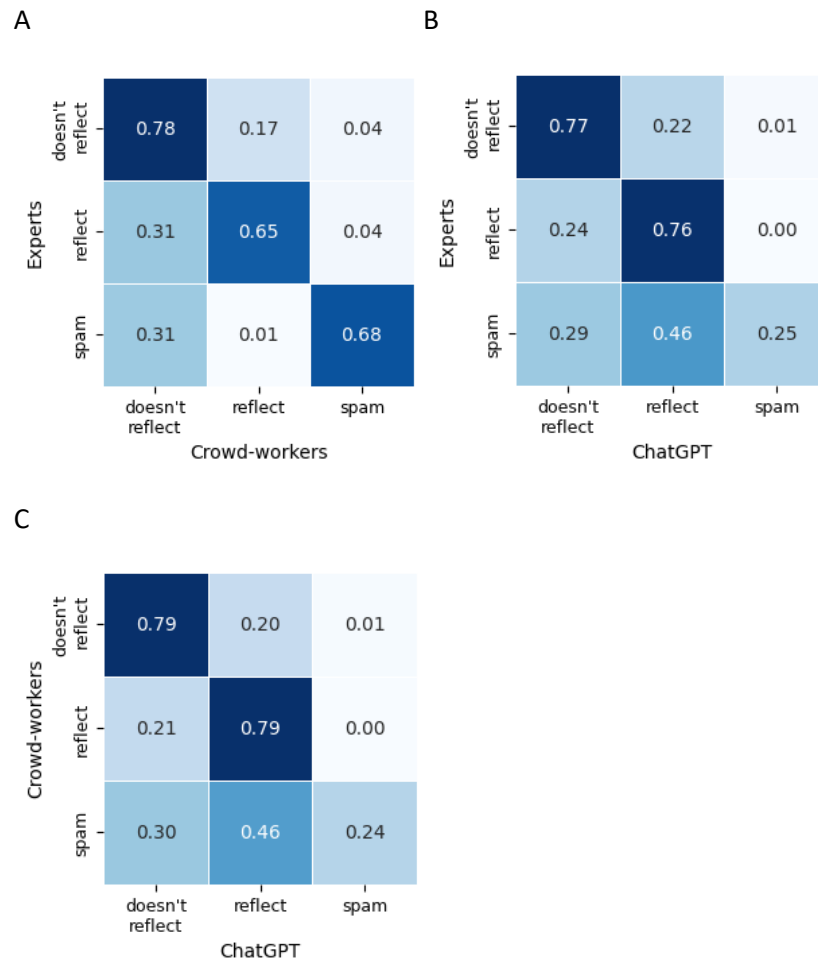 A
B
doesn't
reflect
0.78 0.17 0.04
reflect
0.31 0.65 0.04
spam
0.31 0.01 0.68
Experts
doesn't
reflect
reflect
spam
Crowd-workers
doesn't
reflect
0.77 0.22 0.01
reflect
0.24 0.76 0.00
spam
0.29 0.46 0.25
Experts
doesn't
reflect
reflect
spam
ChatGPT
C
doesn't
reflect
0.79 0.20 0.01
reflect
0.21 0.79 0.00
spam
0.30 0.46 0.24
Crowd-workers
doesn't
reflect
reflect
spam
ChatGPT